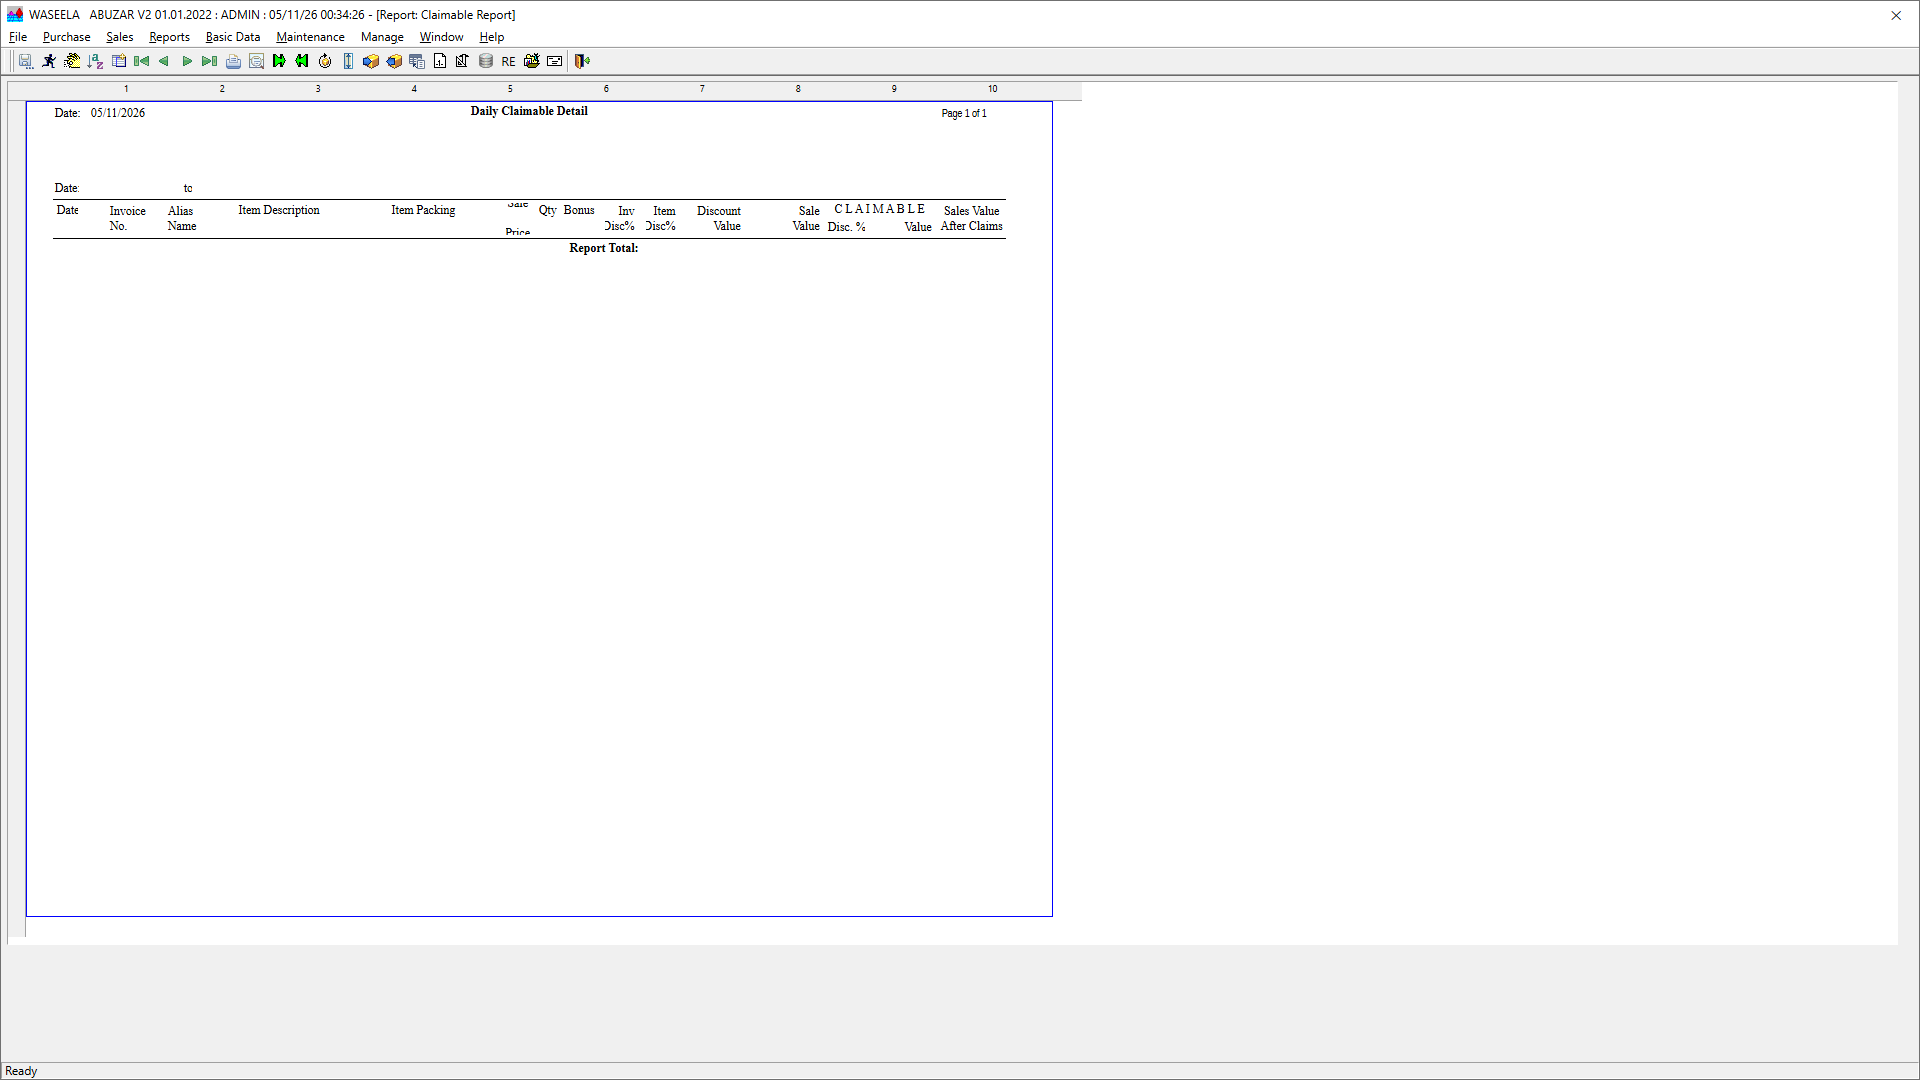 WASEELA   ABUZAR V2 01.01.2022 : ADMIN : 05/11/26 00:34:26 - [Report: Claimable Report]
File Purchase Sales Reports Basic Data Maintenance Manage Window Help
RE
1 2 3 4 5 6 7 8 9 10
Date: 05/11/2026 Daily Claimable Detail Page 1 of 1
Date: to
Date Invoice Alias Item Description Item Packing Sale Qty Bonus Inv Item Discount Sale CLAIMABLE Sales Value
No. Name Price Disc% Disc% Value Value Disc. % Value After Claims
Report Total:
Ready